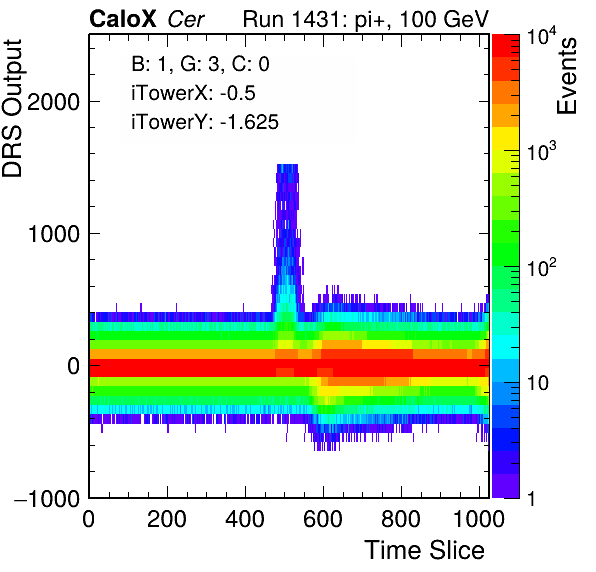 CaloX Cer Run 1431: pi+, 100 GeV
B: 1, G: 3, C: 0
iTowerX: -0.5
iTowerY: -1.625
DRS Output
2000
1000
0
−1000
0 200 400 600 800 1000
Time Slice
Events
10^4
10^3
10^2
10
1